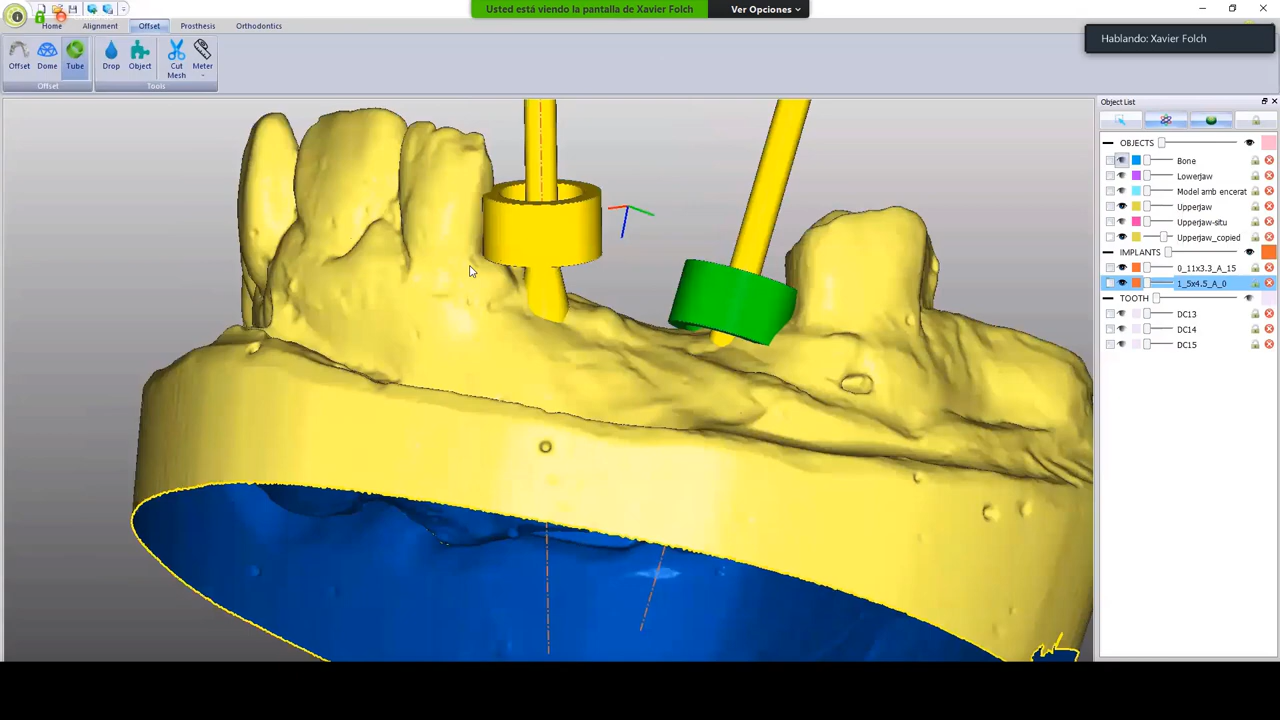 Usted está viendo la pantalla de Xavier Folch
Ver Opciones
Home
Alignment
Offset
Prosthesis
Orthodontics
Hablando: Xavier Folch
Offset
Dome
Tube
Drop
Object
Cut Mesh
Meter
Offset
Tools
Object List
OBJECTS
Bone
Lowerjaw
Model amb encerat
Upperjaw
Upperjaw-situ
Upperjaw_copied
IMPLANTS
0_11x3.3_A_15
1_5x4.5_A_0
TOOTH
DC13
DC14
DC15